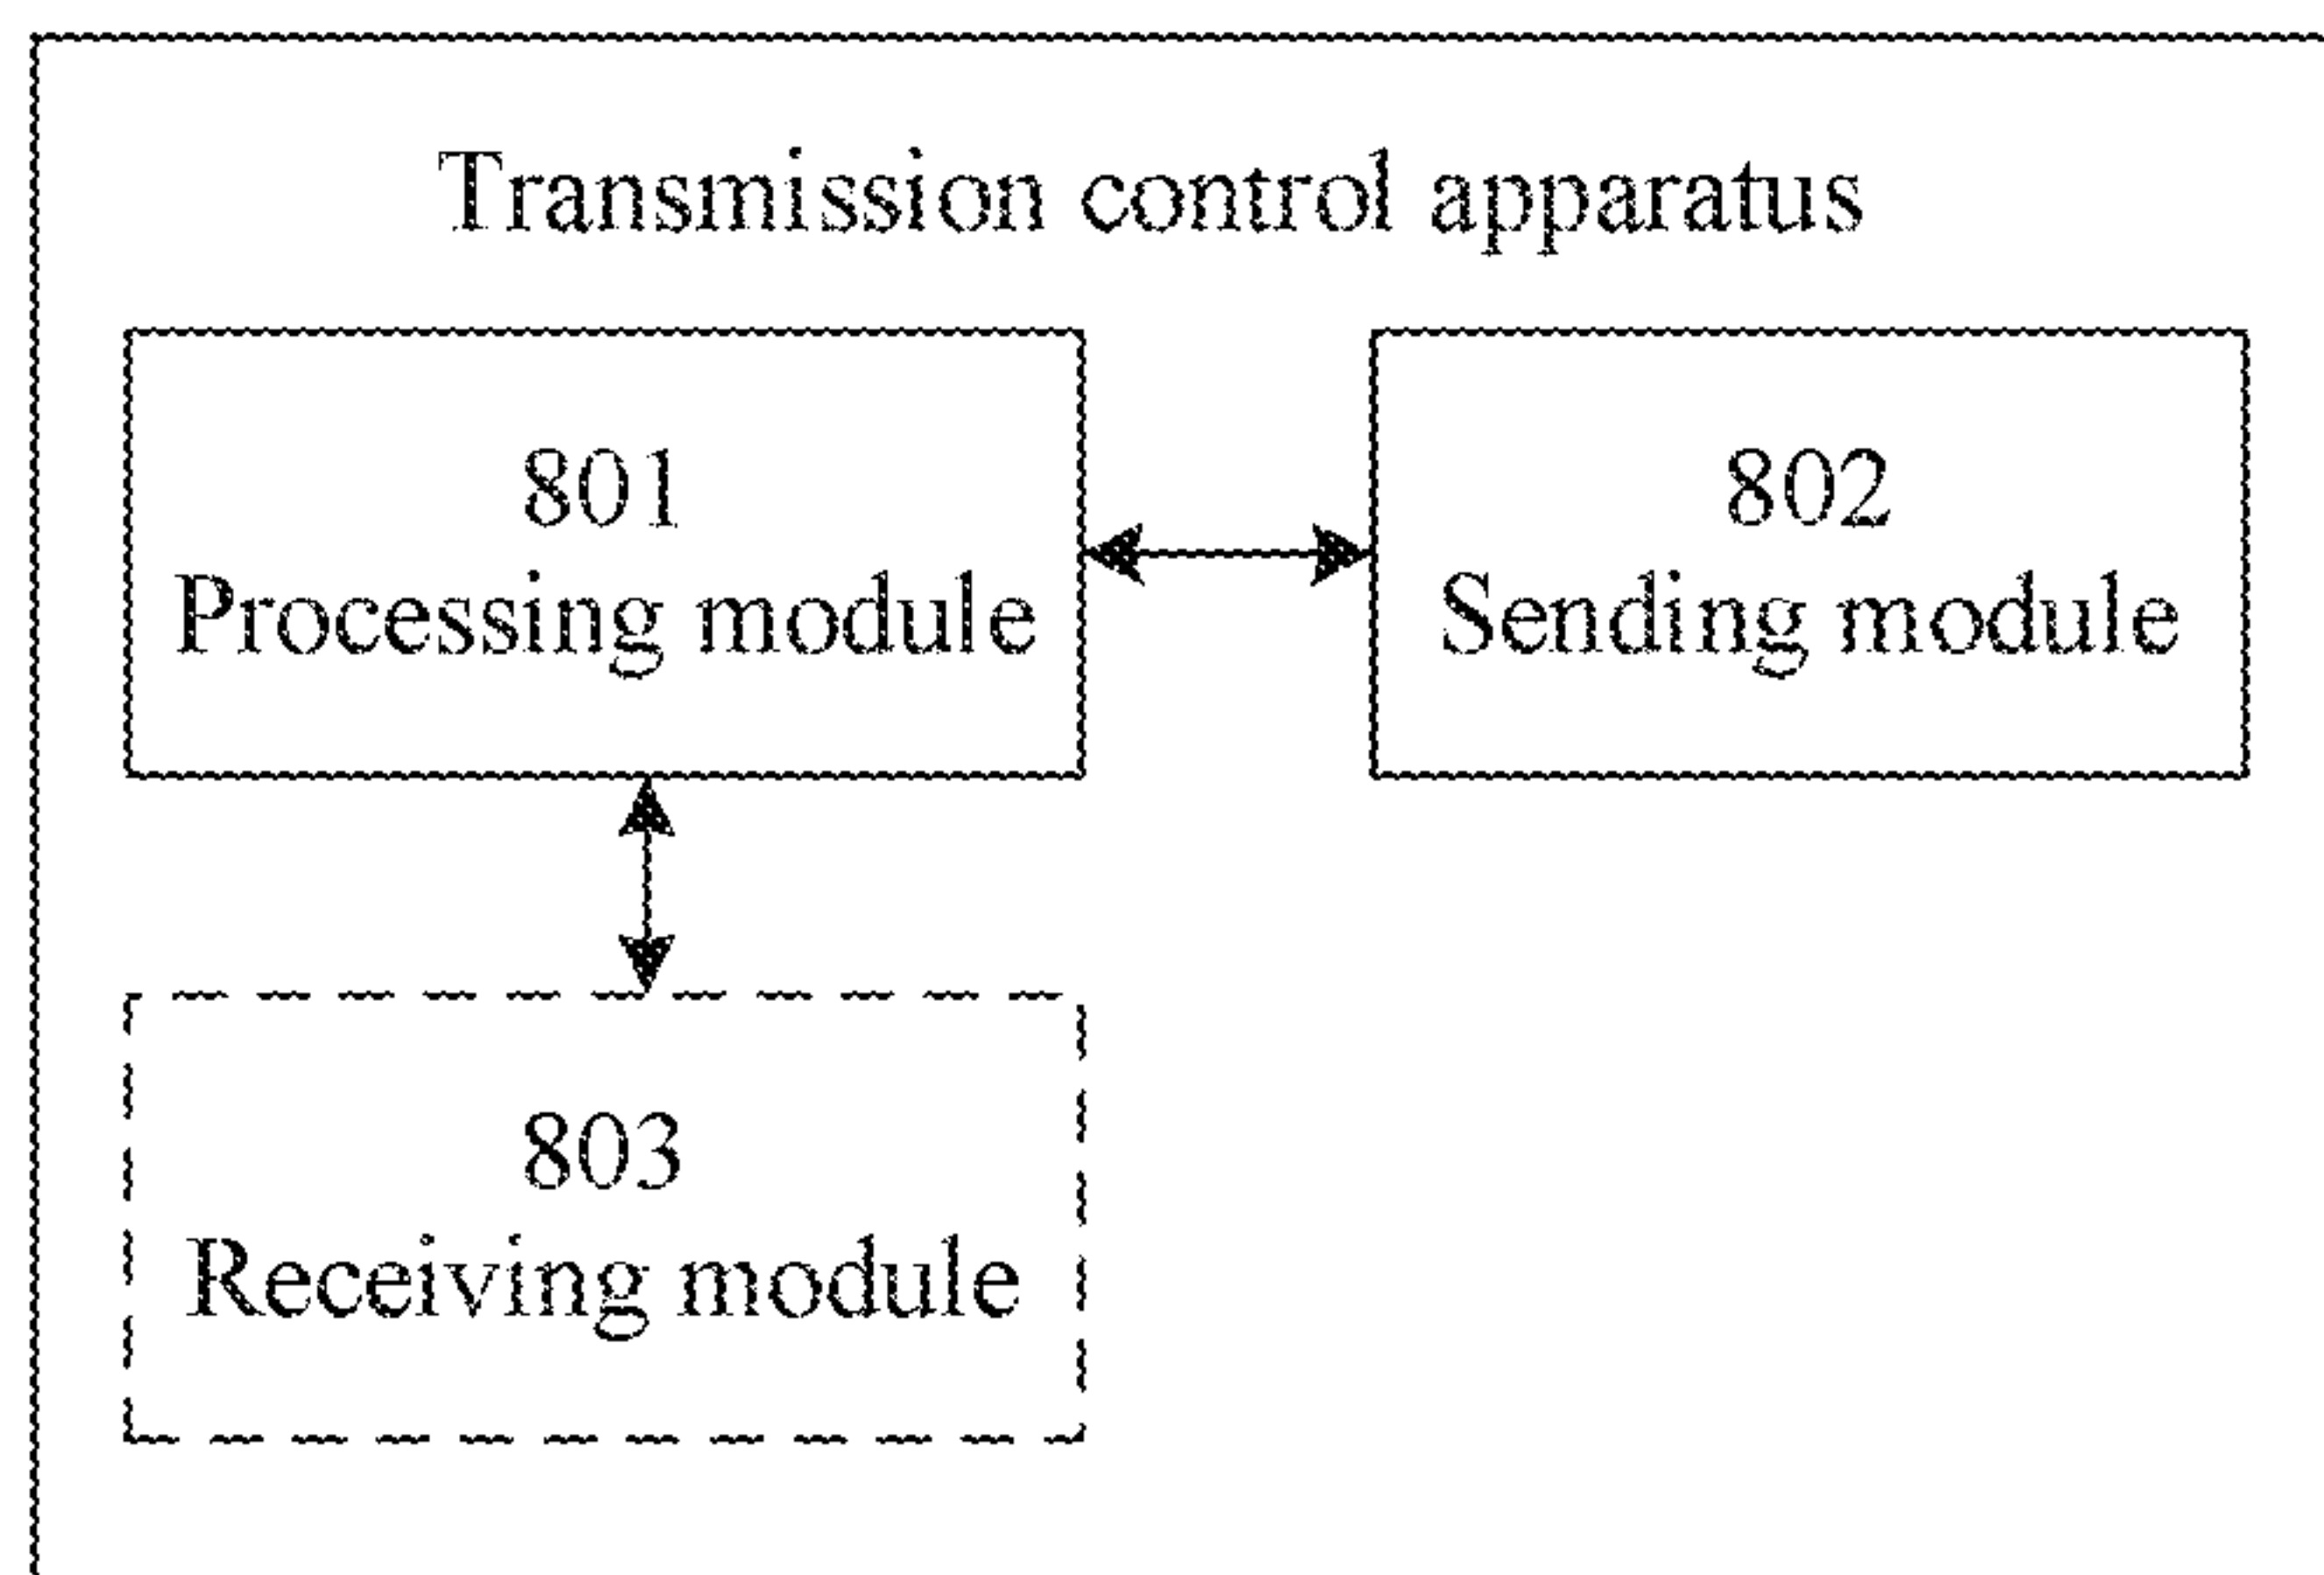 Transmission control apparatus
801
Processing module
802
Sending module
803
Receiving module